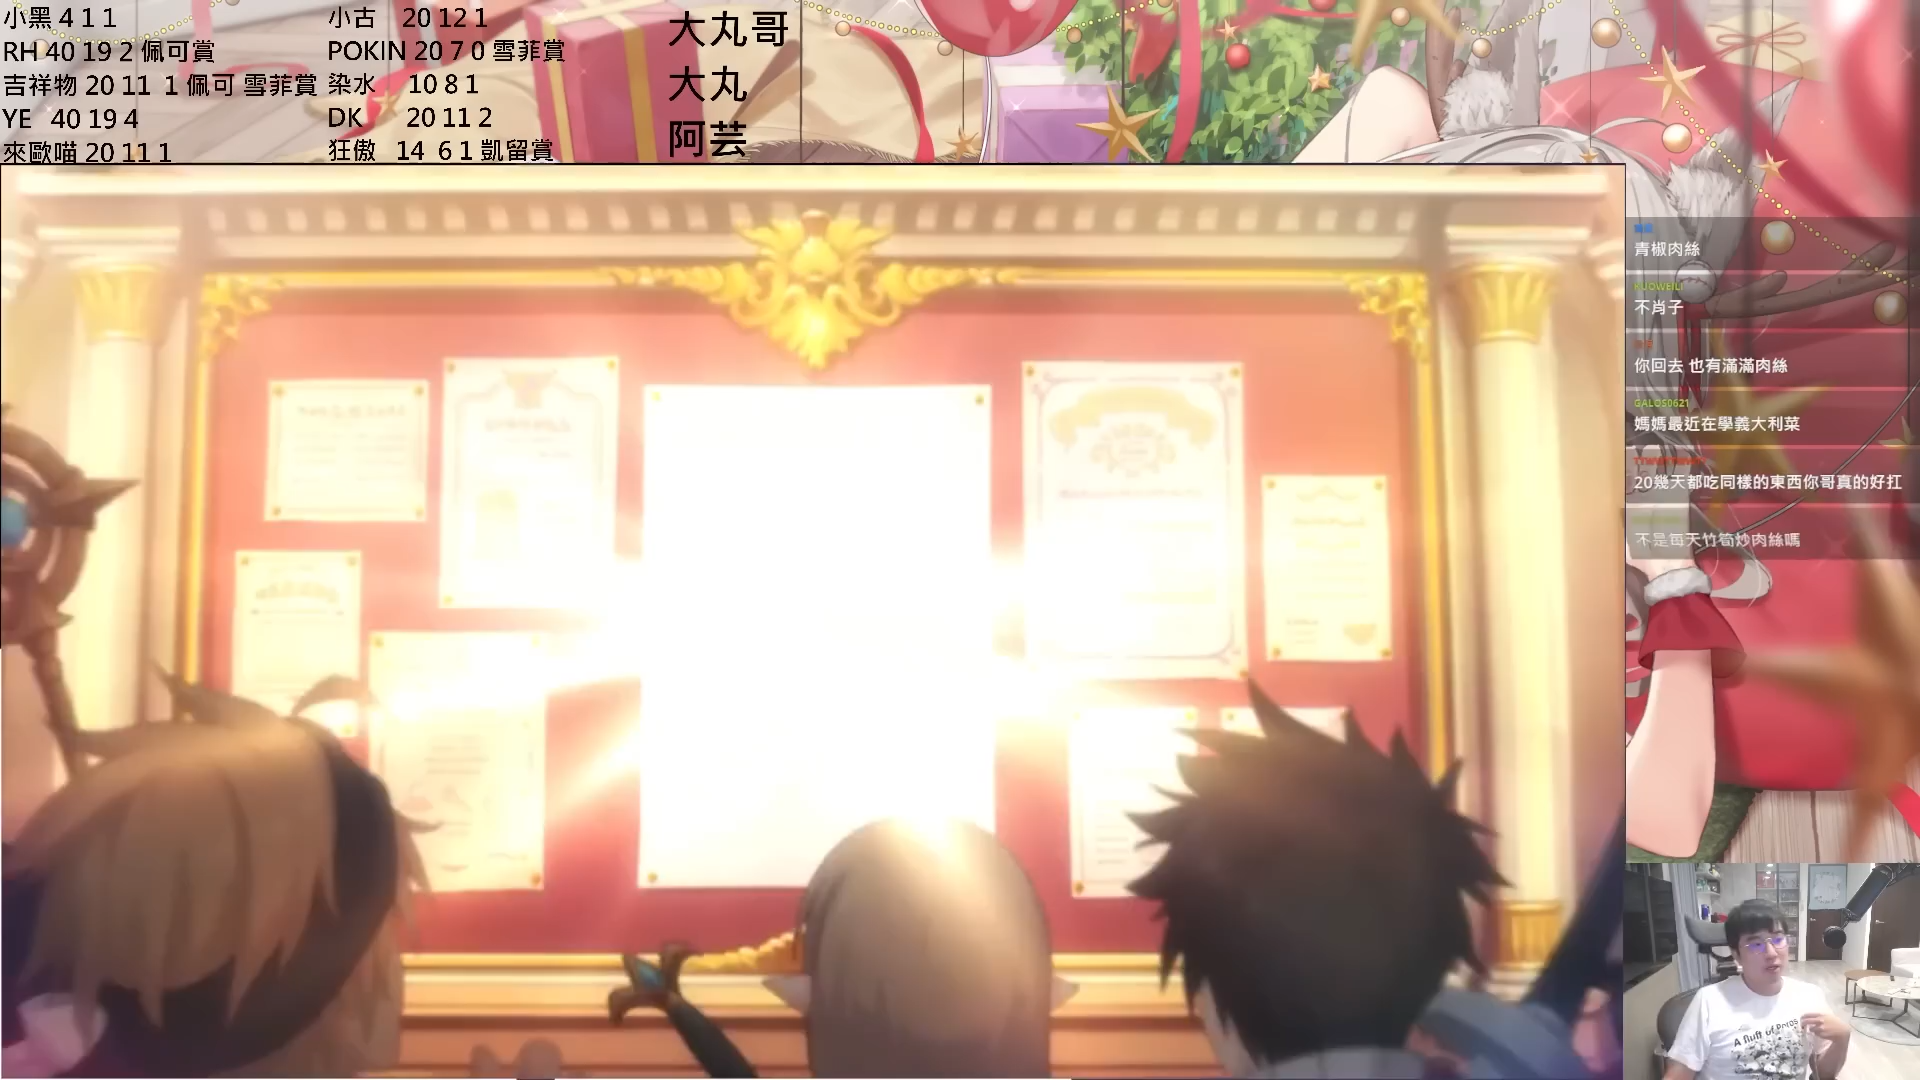 小黑 4 1 1
RH 40 19 2 佩可賞
吉祥物 20 11 1 佩可 雪菲賞
YE 40 19 4
來歐喵 20 11 1
小古 20 12 1
POKIN 20 7 0 雪菲賞
染水 10 8 1
DK 20 11 2
狂傲 14 6 1 凱留賞
大丸哥
大丸
阿芸
青椒肉絲
KUOWEILI
不肖子
你回去 也有滿滿肉絲
GALOS0621
媽媽最近在學義大利菜
20幾天都吃同樣的東西你哥真的好扛
不是每天竹筍炒肉絲嗎
A Ruff of Poros